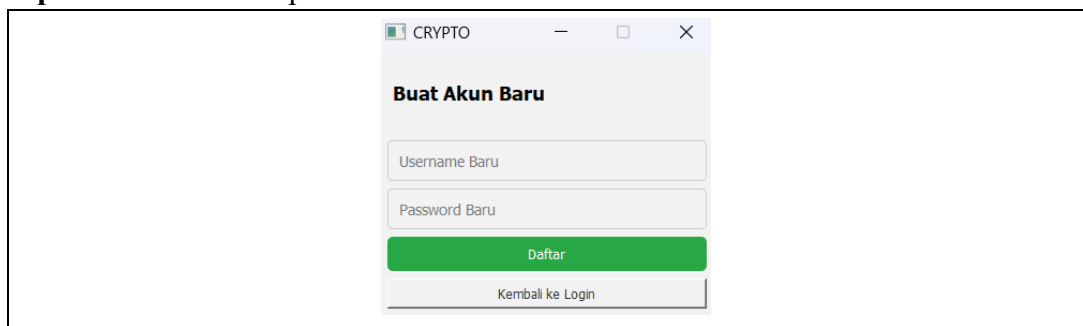 CRYPTO
Buat Akun Baru
Username Baru
Password Baru
Daftar
Kembali ke Login